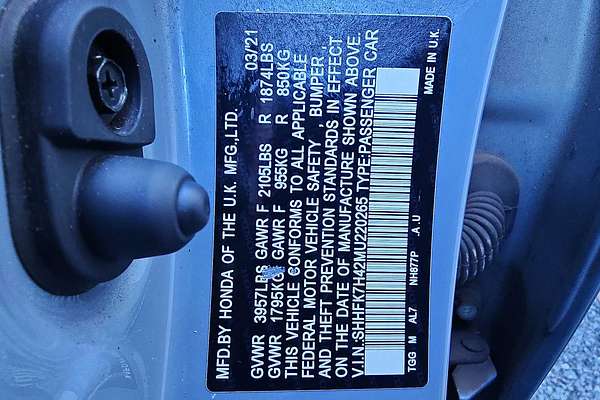 MFD.BY HONDA OF THE U.K. MFG.,LTD. 03/21
GVWR 3957LBS GAWR F 2105LBS R 1874LBS
GVWR 1795KG GAWR F 955KG R 850KG
THIS VEHICLE CONFORMS TO ALL APPLICABLE
FEDERAL MOTOR VEHICLE SAFETY , BUMPER ,
AND THEFT PREVENTION STANDARDS IN EFFECT
ON THE DATE OF MANUFACTURE SHOWN ABOVE.
V.I.N.:SHHFK7H42MU220265 TYPE:PASSENGER CAR
TGG M AL7 NH877P .A .U MADE IN U.K.